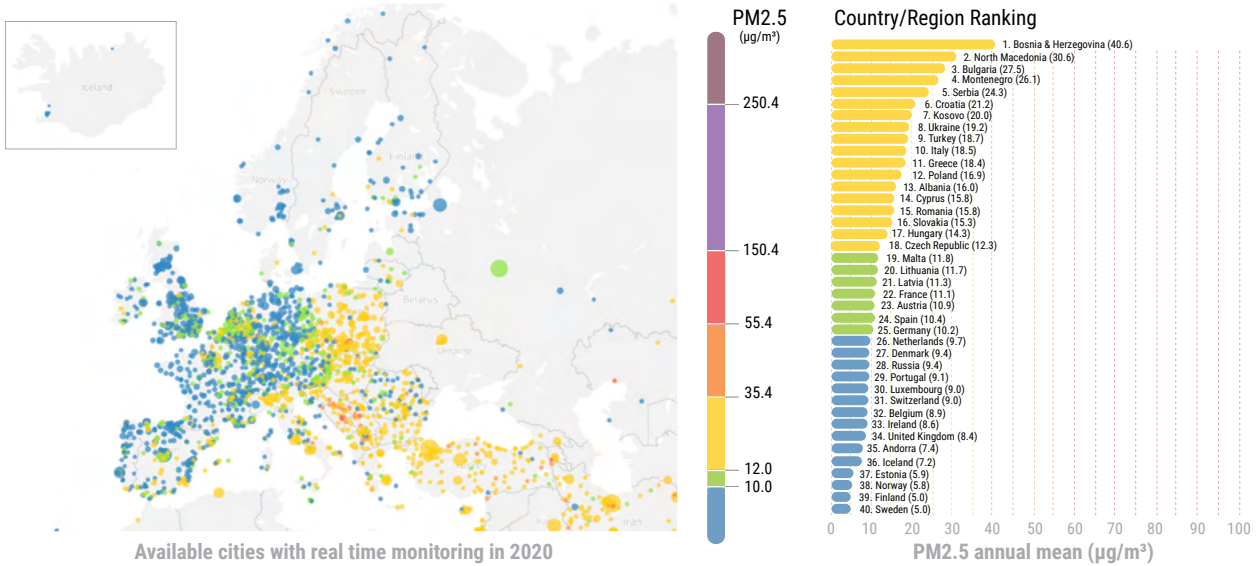 Iceland
Sweden
Finland
Norway
Belarus
Ukraine
Iran
Available cities with real time monitoring in 2020
PM2.5
(µg/m³)
250.4
150.4
55.4
35.4
12.0
10.0
Country/Region Ranking
1. Bosnia & Herzegovina (40.6)
2. North Macedonia (30.6)
3. Bulgaria (27.5)
4. Montenegro (26.1)
5. Serbia (24.3)
6. Croatia (21.2)
7. Kosovo (20.0)
8. Ukraine (19.2)
9. Turkey (18.7)
10. Italy (18.5)
11. Greece (18.4)
12. Poland (16.9)
13. Albania (16.0)
14. Cyprus (15.8)
15. Romania (15.8)
16. Slovakia (15.3)
17. Hungary (14.3)
18. Czech Republic (12.3)
19. Malta (11.8)
20. Lithuania (11.7)
21. Latvia (11.3)
22. France (11.1)
23. Austria (10.9)
24. Spain (10.4)
25. Germany (10.2)
26. Netherlands (9.7)
27. Denmark (9.4)
28. Russia (9.4)
29. Portugal (9.1)
30. Luxembourg (9.0)
31. Switzerland (9.0)
32. Belgium (8.9)
33. Ireland (8.6)
34. United Kingdom (8.4)
35. Andorra (7.4)
36. Iceland (7.2)
37. Estonia (5.9)
38. Norway (5.8)
39. Finland (5.0)
40. Sweden (5.0)
0 10 20 30 40 50 60 70 80 90 100
PM2.5 annual mean (µg/m³)